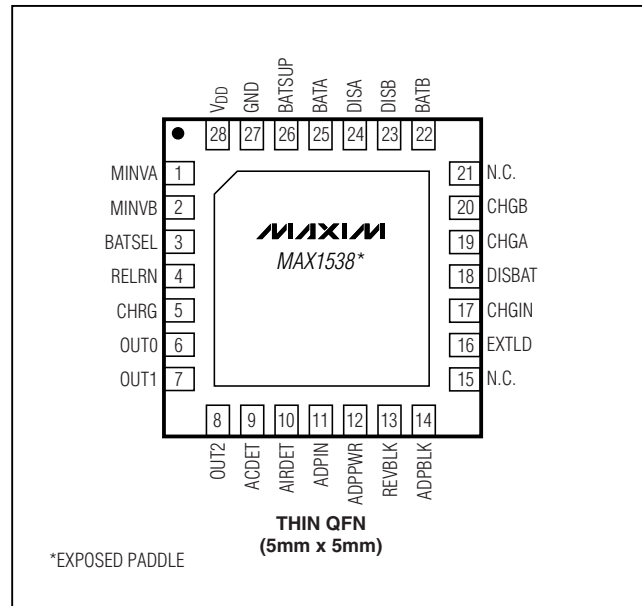 VDD
GND
BATSUP
BATA
DISA
DISB
BATB
28
27
26
25
24
23
22
MINVA 1
MINVB 2
BATSEL 3
RELRN 4
CHRG 5
OUT0 6
OUT1 7
MAXIM
MAX1538*
21 N.C.
20 CHGB
19 CHGA
18 DISBAT
17 CHGIN
16 EXTLD
15 N.C.
8
9
10
11
12
13
14
OUT2
ACDET
AIRDET
ADPIN
ADPPWR
REVBLK
ADPBLK
THIN QFN
(5mm x 5mm)
*EXPOSED PADDLE